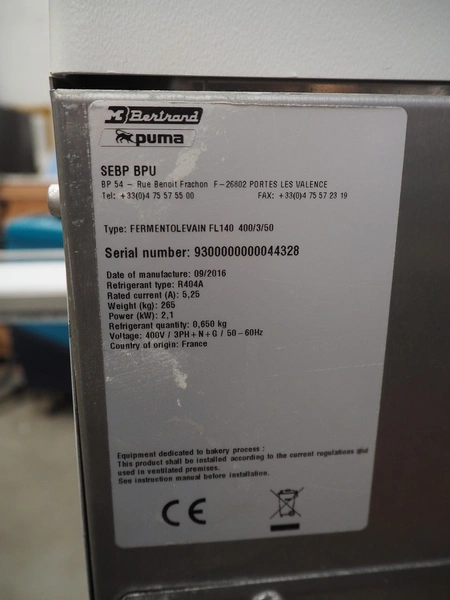 M Bertrand
puma
SEBP BPU
BP 54 - Rue Benoit Frachon F-26802 PORTES LES VALENCE
Tel: +33(0)4 75 57 55 00 FAX: +33(0)4 75 57 23 19
Type: FERMENTOLEVAIN FL140 400/3/50
Serial number: 9300000000044328
Date of manufacture: 09/2016
Refrigerant type: R404A
Rated current (A): 5,25
Weight (kg): 265
Power (kW): 2,1
Refrigerant quantity: 0,650 kg
Voltage: 400V / 3PH+N+G / 50-60Hz
Country of origin: France
Equipment dedicated to bakery process :
This product shall be installed according to the current regulations and
used in ventilated premises.
See instruction manual before installation.
CE